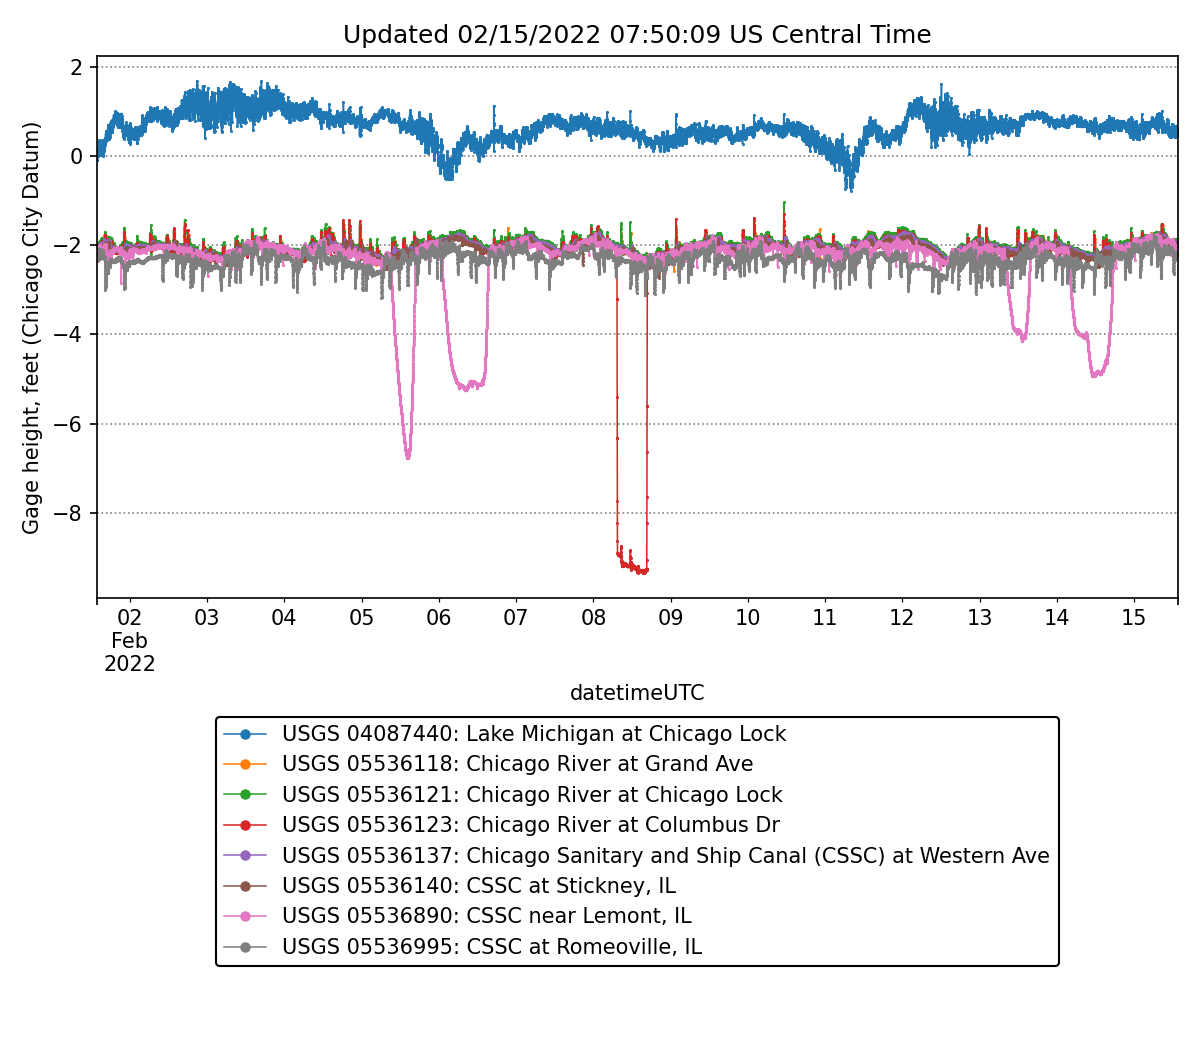 Updated 02/15/2022 07:50:09 US Central Time
Gage height, feet (Chicago City Datum)
2
0
−2
−4
−6
−8
02 03 04 05 06 07 08 09 10 11 12 13 14 15
Feb
2022
datetimeUTC
USGS 04087440: Lake Michigan at Chicago Lock
USGS 05536118: Chicago River at Grand Ave
USGS 05536121: Chicago River at Chicago Lock
USGS 05536123: Chicago River at Columbus Dr
USGS 05536137: Chicago Sanitary and Ship Canal (CSSC) at Western Ave
USGS 05536140: CSSC at Stickney, IL
USGS 05536890: CSSC near Lemont, IL
USGS 05536995: CSSC at Romeoville, IL